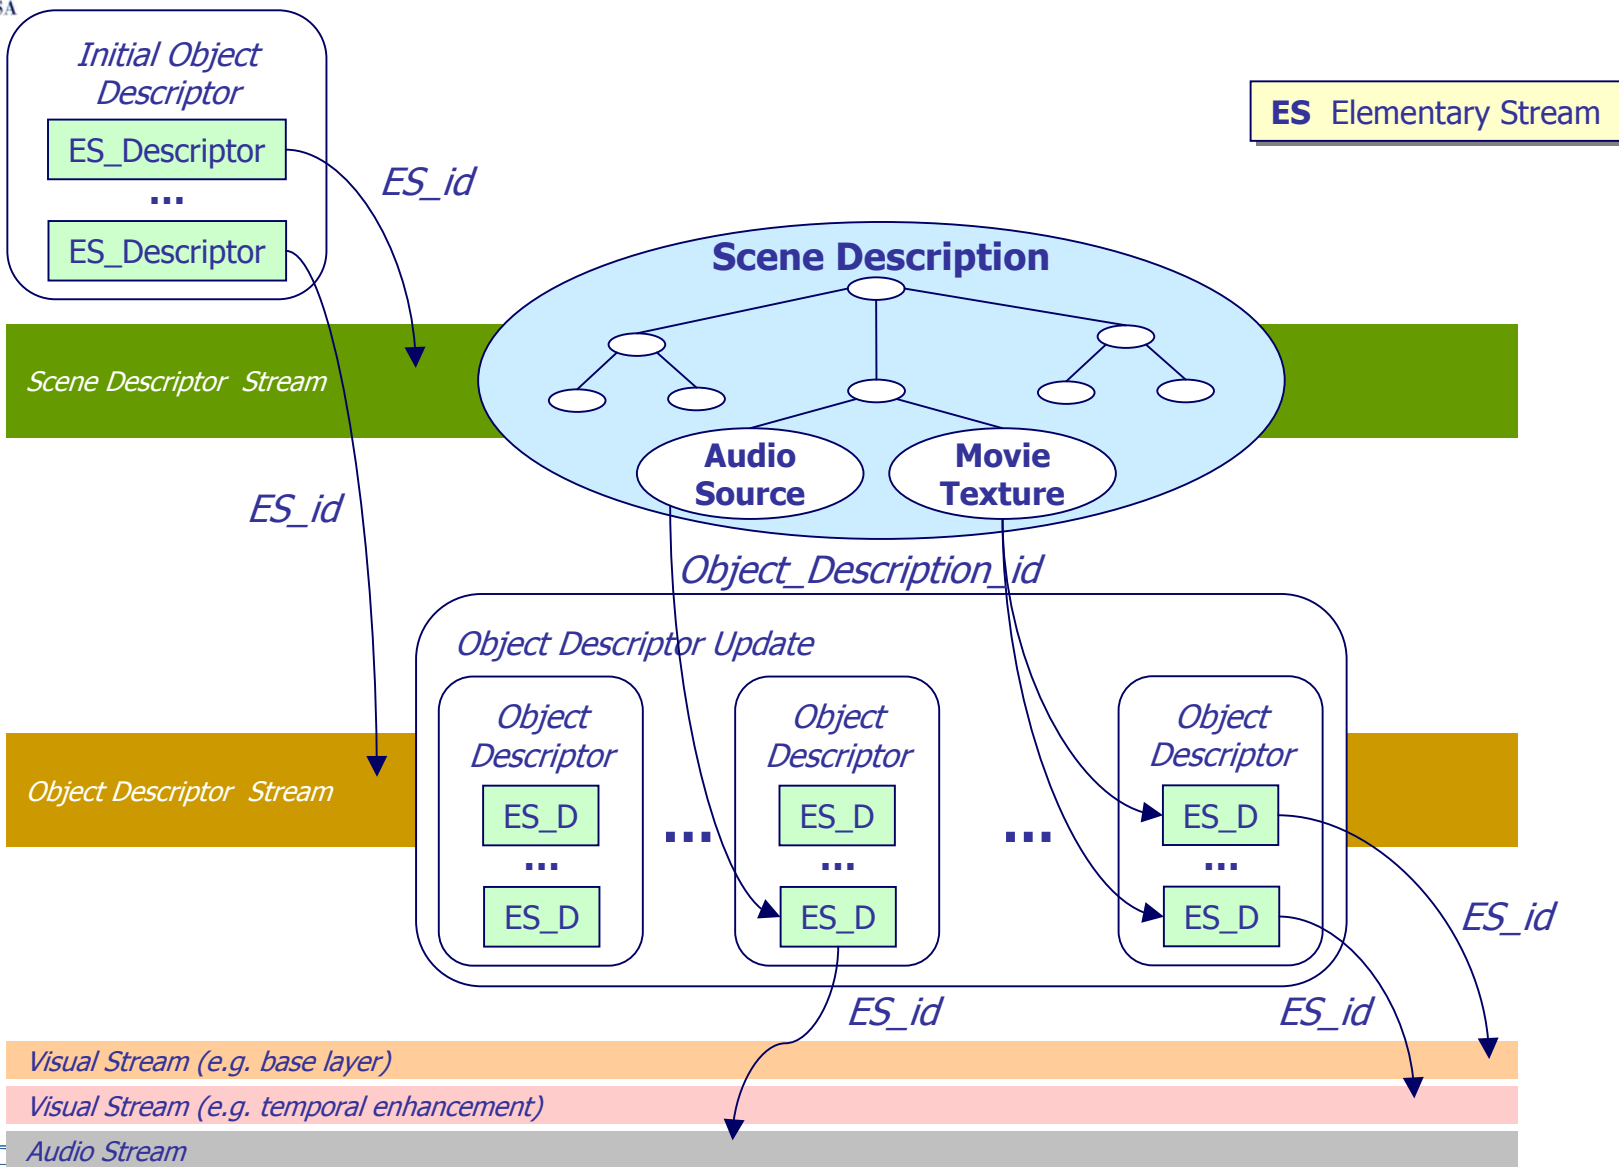 Initial Object
Descriptor
ES_Descriptor
...
ES_Descriptor
ES_id
ES Elementary Stream
Scene Description
Scene Descriptor Stream
Audio
Source
Movie
Texture
ES_id
Object_Description_id
Object Descriptor Update
Object
Descriptor
ES_D
...
ES_D
...
Object
Descriptor
ES_D
...
ES_D
...
Object
Descriptor
ES_D
...
ES_D
Object Descriptor Stream
ES_id
ES_id
ES_id
Visual Stream (e.g. base layer)
Visual Stream (e.g. temporal enhancement)
Audio Stream